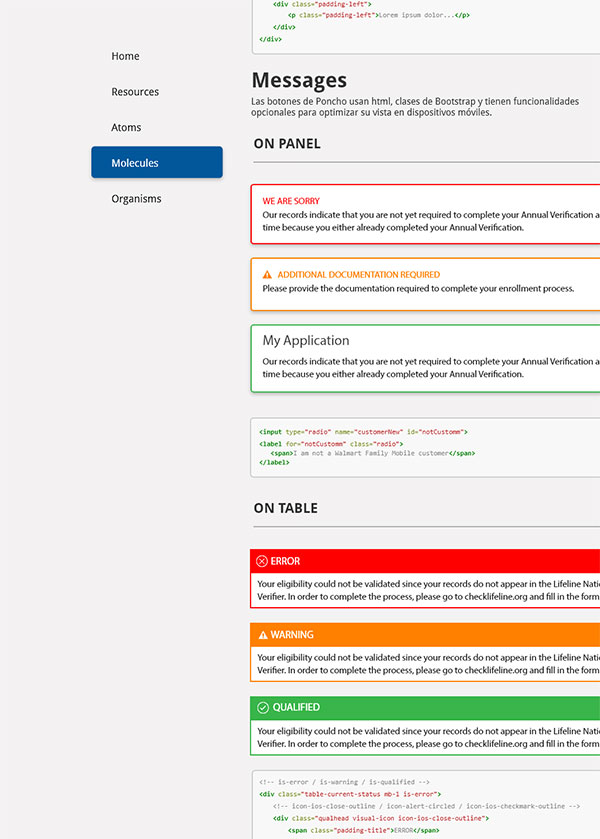 <div class="padding-left">
<p class="padding-left">Lorem ipsum dolor...</p>
</div>
</div>
Home
Resources
Atoms
Molecules
Organisms
Messages
Las botones de Poncho usan html, clases de Bootstrap y tienen funcionalidades
opcionales para optimizar su vista en dispositivos móviles.
ON PANEL
WE ARE SORRY
Our records indicate that you are not yet required to complete your Annual Verification a
time because you either already completed your Annual Verification.
ADDITIONAL DOCUMENTATION REQUIRED
Please provide the documentation required to complete your enrollment process.
My Application
Our records indicate that you are not yet required to complete your Annual Verification a
time because you either already completed your Annual Verification.
<input type="radio" name="customerNew" id="notCustomm">
<label for="notCustomm" class="radio">
<span>I am not a Walmart Family Mobile customer</span>
</label>
ON TABLE
ERROR
Your eligibility could not be validated since your records do not appear in the Lifeline Nati
Verifier. In order to complete the process, please go to checklifeline.org and fill in the form
WARNING
Your eligibility could not be validated since your records do not appear in the Lifeline Nati
Verifier. In order to complete the process, please go to checklifeline.org and fill in the form
QUALIFIED
Your eligibility could not be validated since your records do not appear in the Lifeline Nati
Verifier. In order to complete the process, please go to checklifeline.org and fill in the form
<!-- is-error / is-warning / is-qualified -->
<div class="table-current-status mb-1 is-error">
<!-- icon-ios-close-outline / icon-alert-circled / icon-ios-checkmark-outline -->
<div class="qualhead visual-icon icon-ios-close-outline">
<span class="padding-title">ERROR</span>